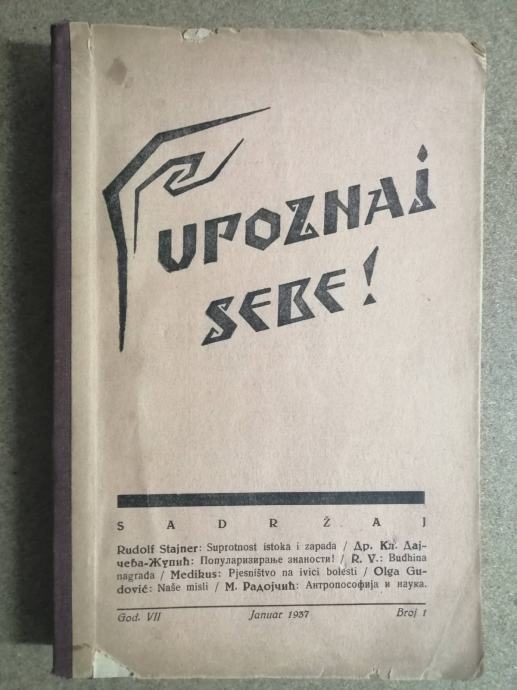 UPOZNAJ
SEBE!
SADRŽAJ
Rudolf Stajner: Suprotnost istoka i zapada / Др. Кл. Дај-
чева-Жупић: Популаризирање знаности! / R. V.: Budhina
nagrada / Medikus: Pjesništvo na ivici bolesti / Olga Gu-
dović: Naše misli / М. Радојчић: Антропософија и наука.
God. VII Januar 1937 Broj 1